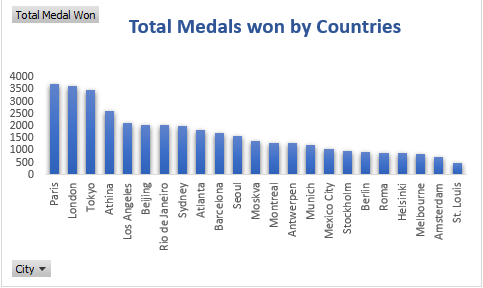 Total Medal Won
Total Medals won by Countries
4000
3500
3000
2500
2000
1500
1000
500
0
Paris
London
Tokyo
Athina
Los Angeles
Beijing
Rio de Janeiro
Sydney
Atlanta
Barcelona
Seoul
Moskva
Montreal
Antwerpen
Munich
Mexico City
Stockholm
Berlin
Roma
Helsinki
Melbourne
Amsterdam
St. Louis
City